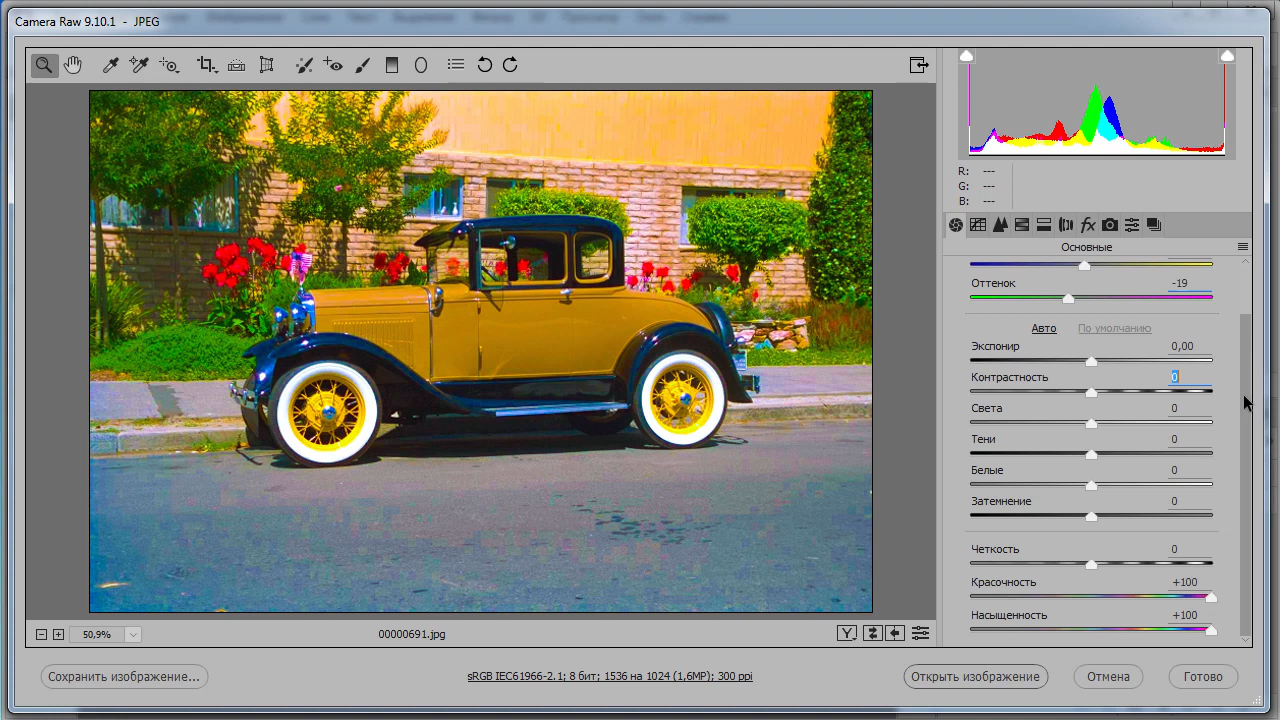 Camera Raw 9.10.1 - JPEG
R: ---
G: ---
B: ---
fx
Основные
Оттенок -19
Авто По умолчанию
Экспонир 0,00
Контрастность 0
Света 0
Тени 0
Белые 0
Затемнение 0
Четкость 0
Красочность +100
Насыщенность +100
50,9% 00000691.jpg Y
Сохранить изображение... sRGB IEC61966-2.1; 8 бит; 1536 на 1024 (1,6MP); 300 ppi Открыть изображение Отмена Готово